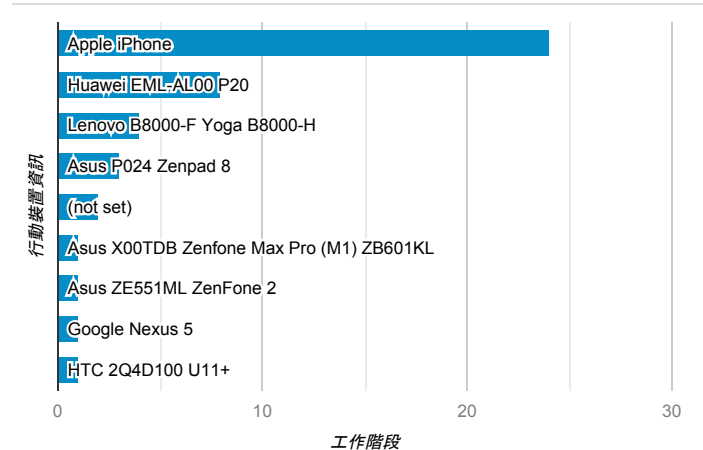 Apple iPhone
Huawei EML-AL00 P20
Lenovo B8000-F Yoga B8000-H
Asus P024 Zenpad 8
(not set)
Asus X00TDB Zenfone Max Pro (M1) ZB601KL
Asus ZE551ML ZenFone 2
Google Nexus 5
HTC 2Q4D100 U11+
行動裝置資訊
0 10 20 30
工作階段